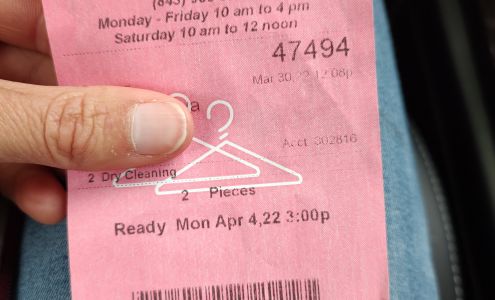 (843)
Monday - Friday 10 am to 4 pm
Saturday 10 am to 12 noon
47494
Mar 30,22 12:08p
Acct 302816
2 Dry Cleaning
2 Pieces
Ready Mon Apr 4,22 3:00p